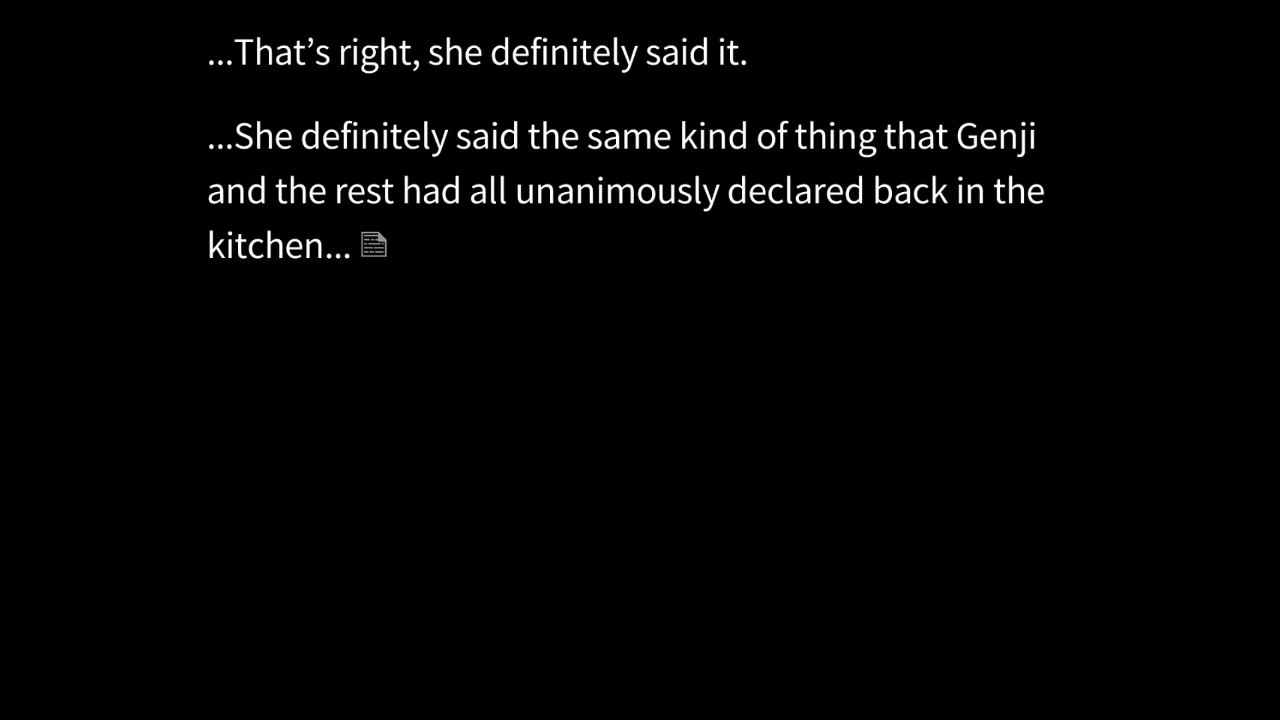 ...That’s right, she definitely said it.
...She definitely said the same kind of thing that Genji
and the rest had all unanimously declared back in the
kitchen...